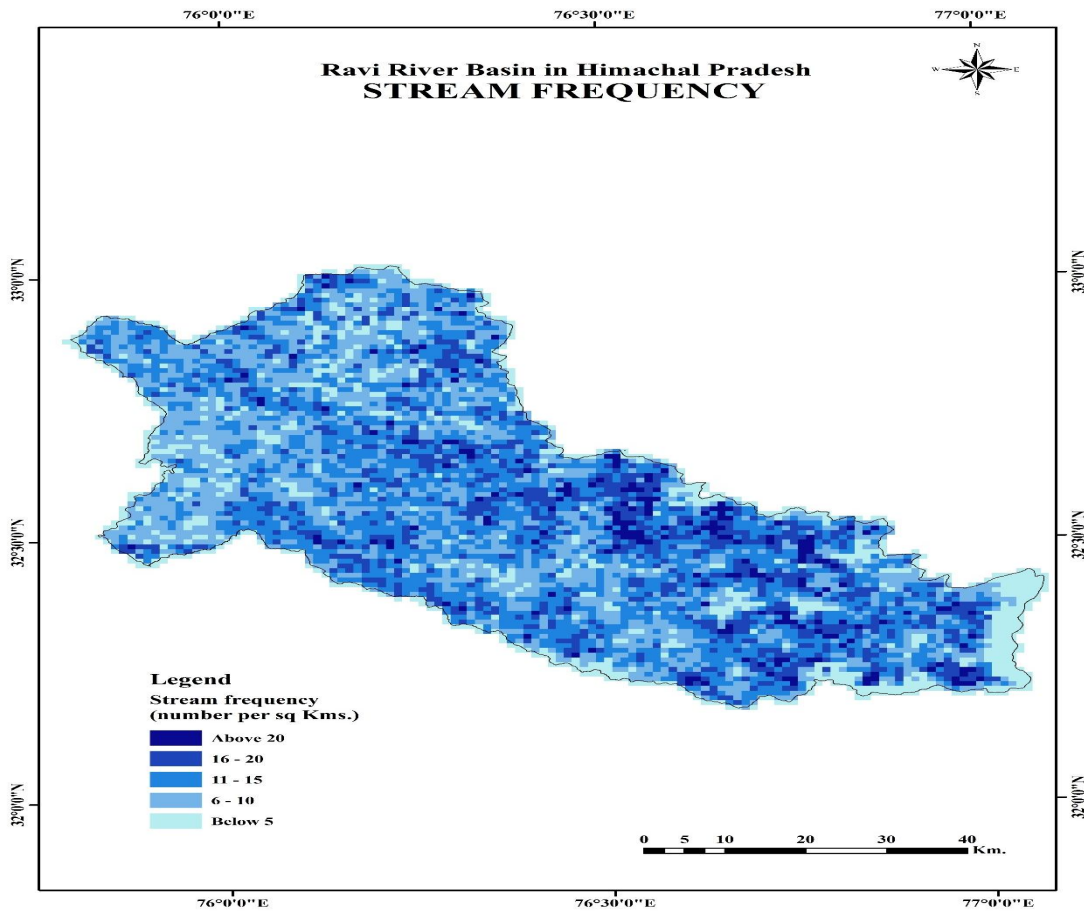 76°0'0"E 76°30'0"E 77°0'0"E
Ravi River Basin in Himachal Pradesh
STREAM FREQUENCY
N
W E
S
33°0'0"N 33°0'0"N
32°30'0"N 32°30'0"N
Legend
Stream frequency
(number per sq Kms.)
Above 20
16 - 20
11 - 15
6 - 10
Below 5
32°0'0"N 32°0'0"N
0 5 10 20 30 40
Km.
76°0'0"E 76°30'0"E 77°0'0"E